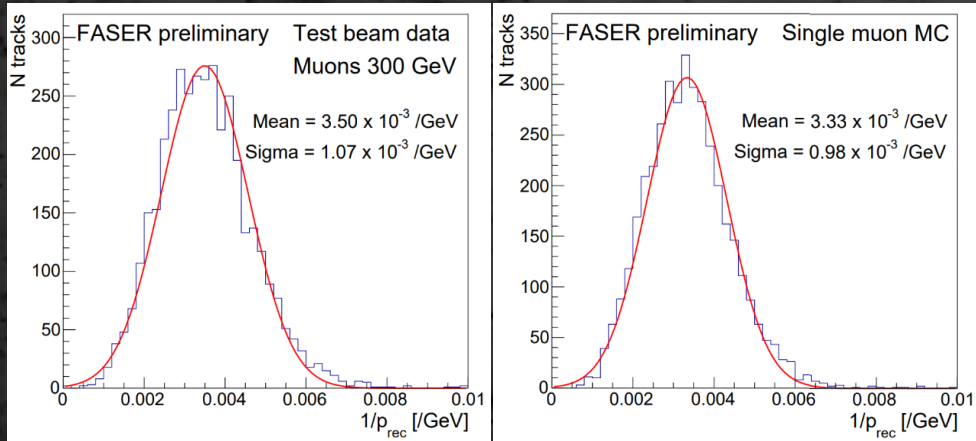 FASER preliminary Test beam data
Muons 300 GeV
Mean = 3.50 x 10⁻³ /GeV
Sigma = 1.07 x 10⁻³ /GeV
N tracks
300
250
200
150
100
50
0
0 0.002 0.004 0.006 0.008 0.01
1/p_rec [/GeV]
FASER preliminary Single muon MC
Mean = 3.33 x 10⁻³ /GeV
Sigma = 0.98 x 10⁻³ /GeV
N tracks
350
300
250
200
150
100
50
0
0 0.002 0.004 0.006 0.008 0.01
1/p_rec [/GeV]